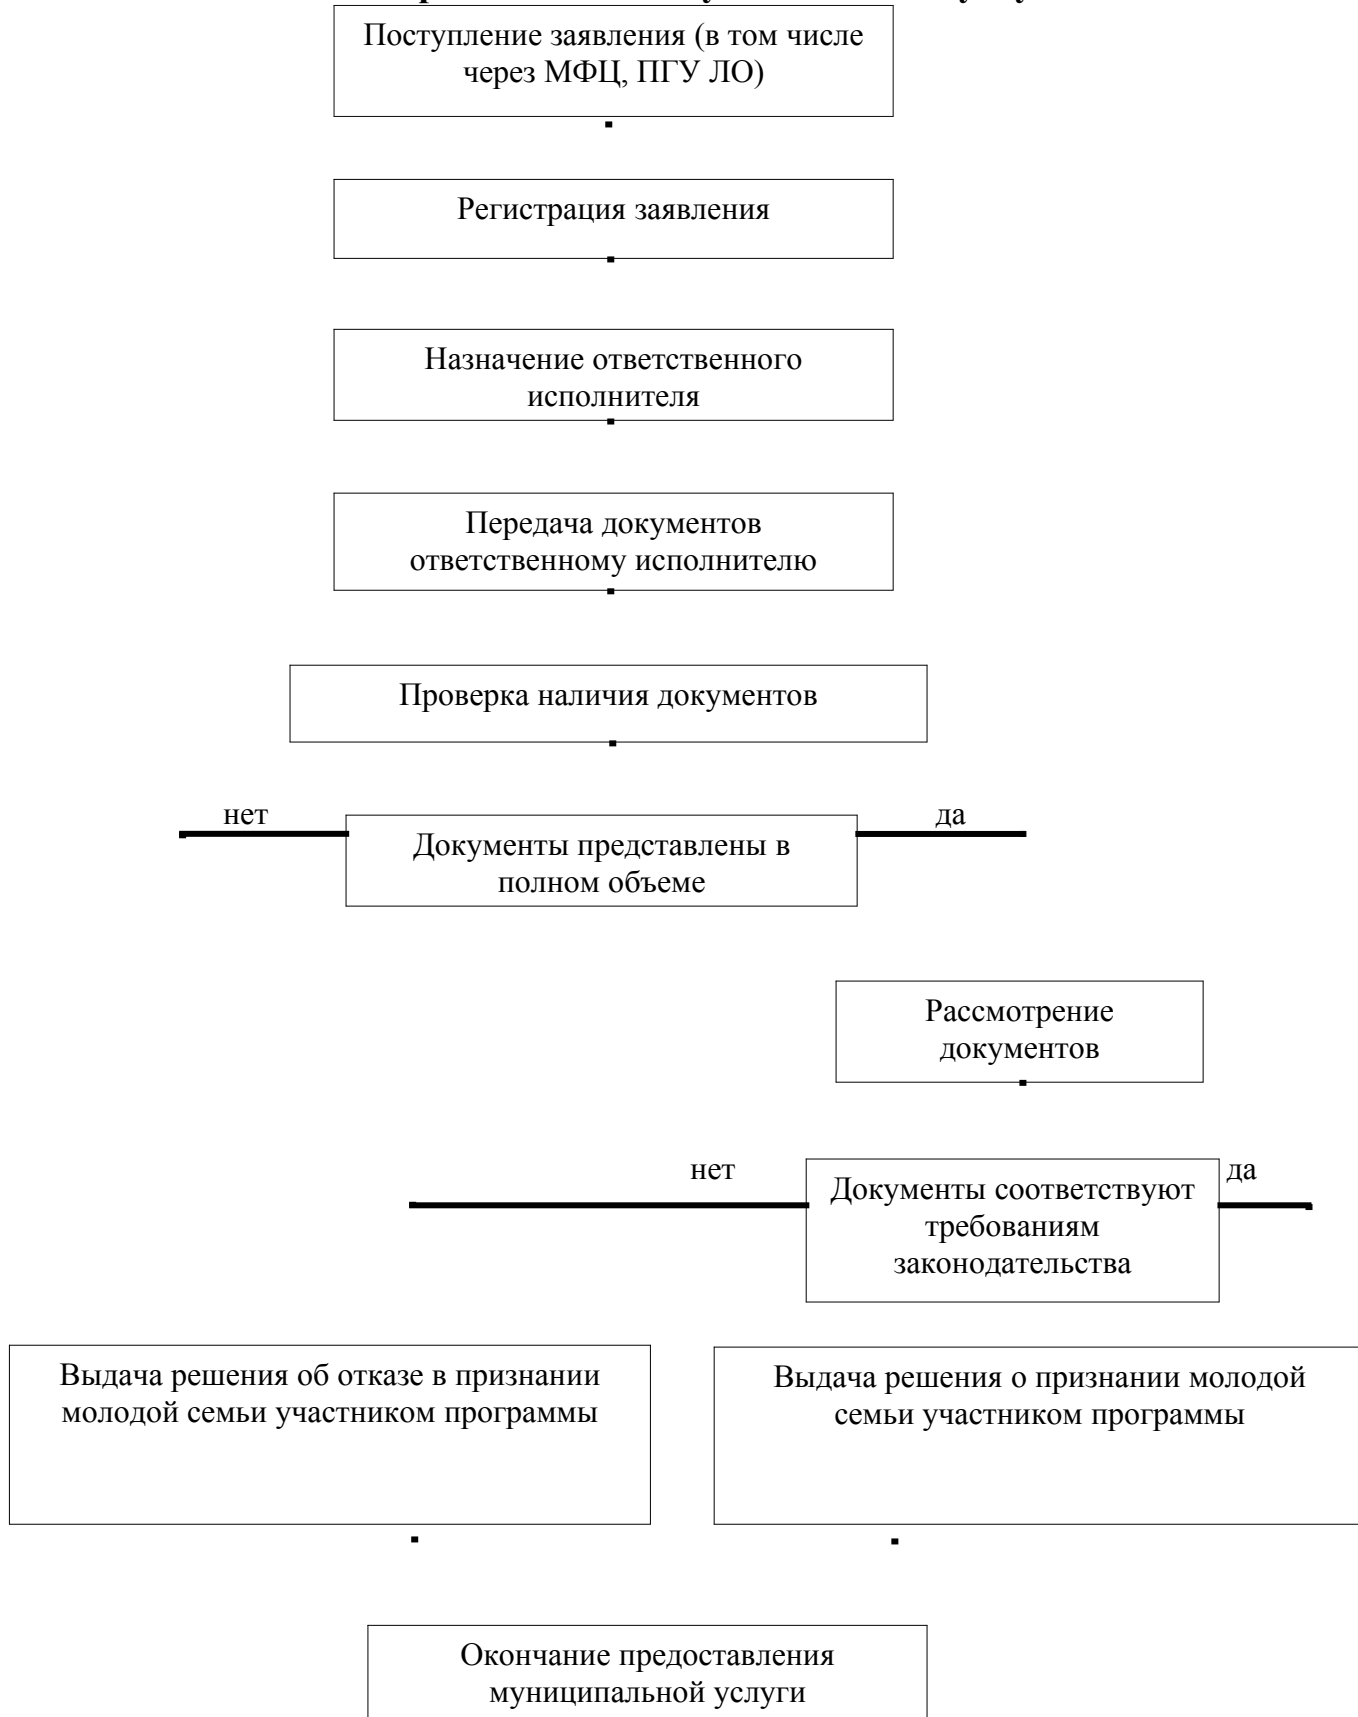 Поступление заявления (в том числе
через МФЦ, ПГУ ЛО)
Регистрация заявления
Назначение ответственного
исполнителя
Передача документов
ответственному исполнителю
Проверка наличия документов
нет
да
Документы представлены в
полном объеме
Рассмотрение
документов
нет
да
Документы соответствуют
требованиям
законодательства
Выдача решения об отказе в признании
молодой семьи участником программы
Выдача решения о признании молодой
семьи участником программы
Окончание предоставления
муниципальной услуги